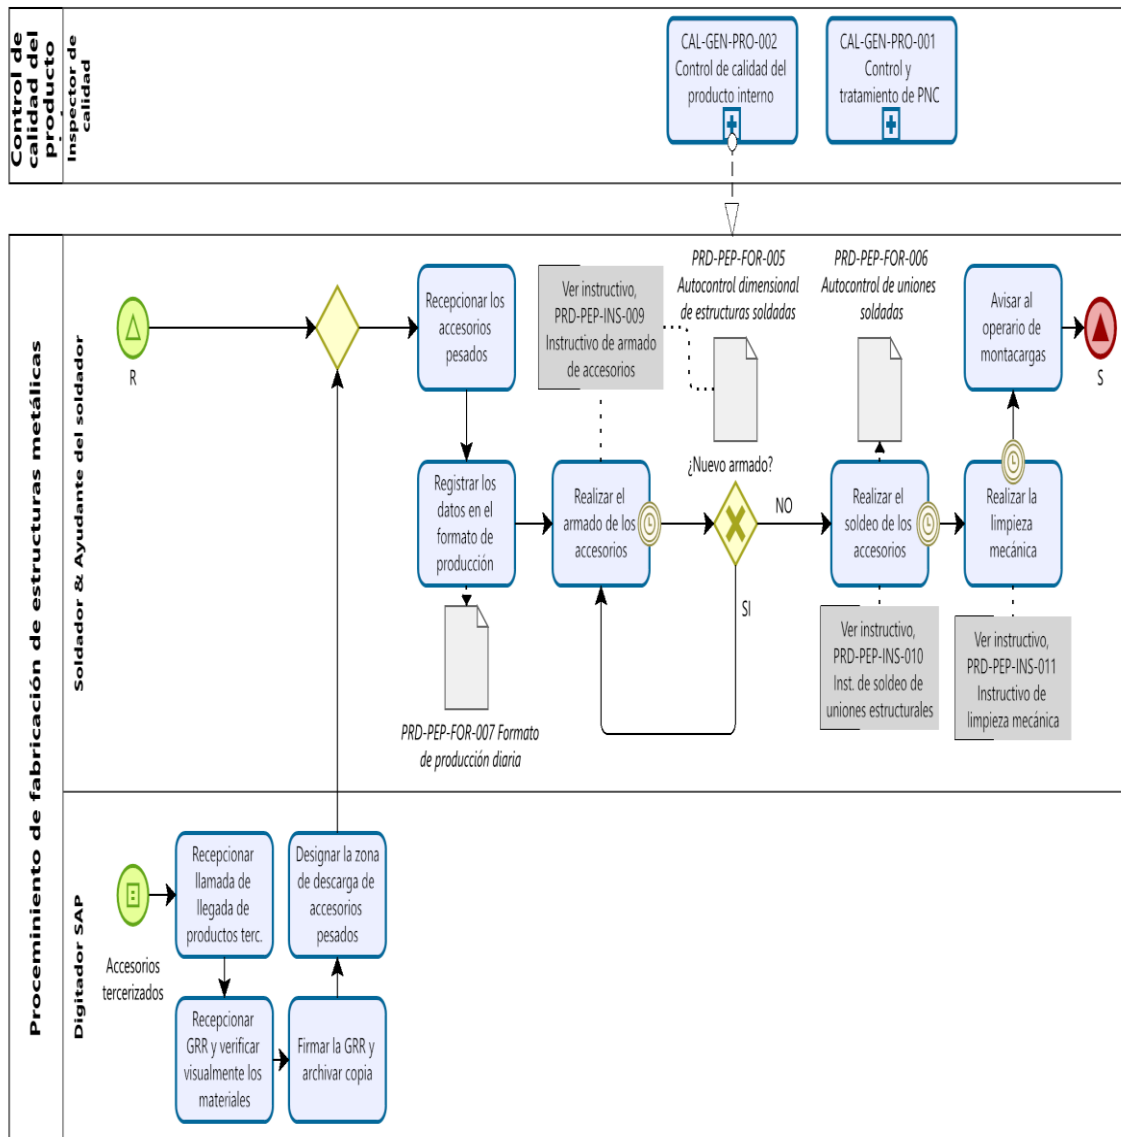 Control de
calidad del
producto
Inspector de
calidad
CAL-GEN-PRO-002
Control de calidad del
producto interno
CAL-GEN-PRO-001
Control y
tratamiento de PNC
Proceminiento de fabricación de estructuras metálicas
Soldador & Ayudante del soldador
R
Recepcionar los
accesorios
pesados
Ver instructivo,
PRD-PEP-INS-009
Instructivo de armado
de accesorios
PRD-PEP-FOR-005
Autocontrol dimensional
de estructuras soldadas
PRD-PEP-FOR-006
Autocontrol de uniones
soldadas
Avisar al
operario de
montacargas
S
Registrar los
datos en el
formato de
producción
Realizar el
armado de los
accesorios
¿Nuevo armado?
NO
SI
Realizar el
soldeo de los
accesorios
Realizar la
limpieza
mecánica
PRD-PEP-FOR-007 Formato
de producción diaria
Ver instructivo,
PRD-PEP-INS-010
Inst. de soldeo de
uniones estructurales
Ver instructivo,
PRD-PEP-INS-011
Instructivo de
limpieza mecánica
Digitador SAP
Accesorios
tercerizados
Recepcionar
llamada de
llegada de
productos terc.
Designar la zona
de descarga de
accesorios
pesados
Recepcionar
GRR y verificar
visualmente los
materiales
Firmar la GRR y
archivar copia